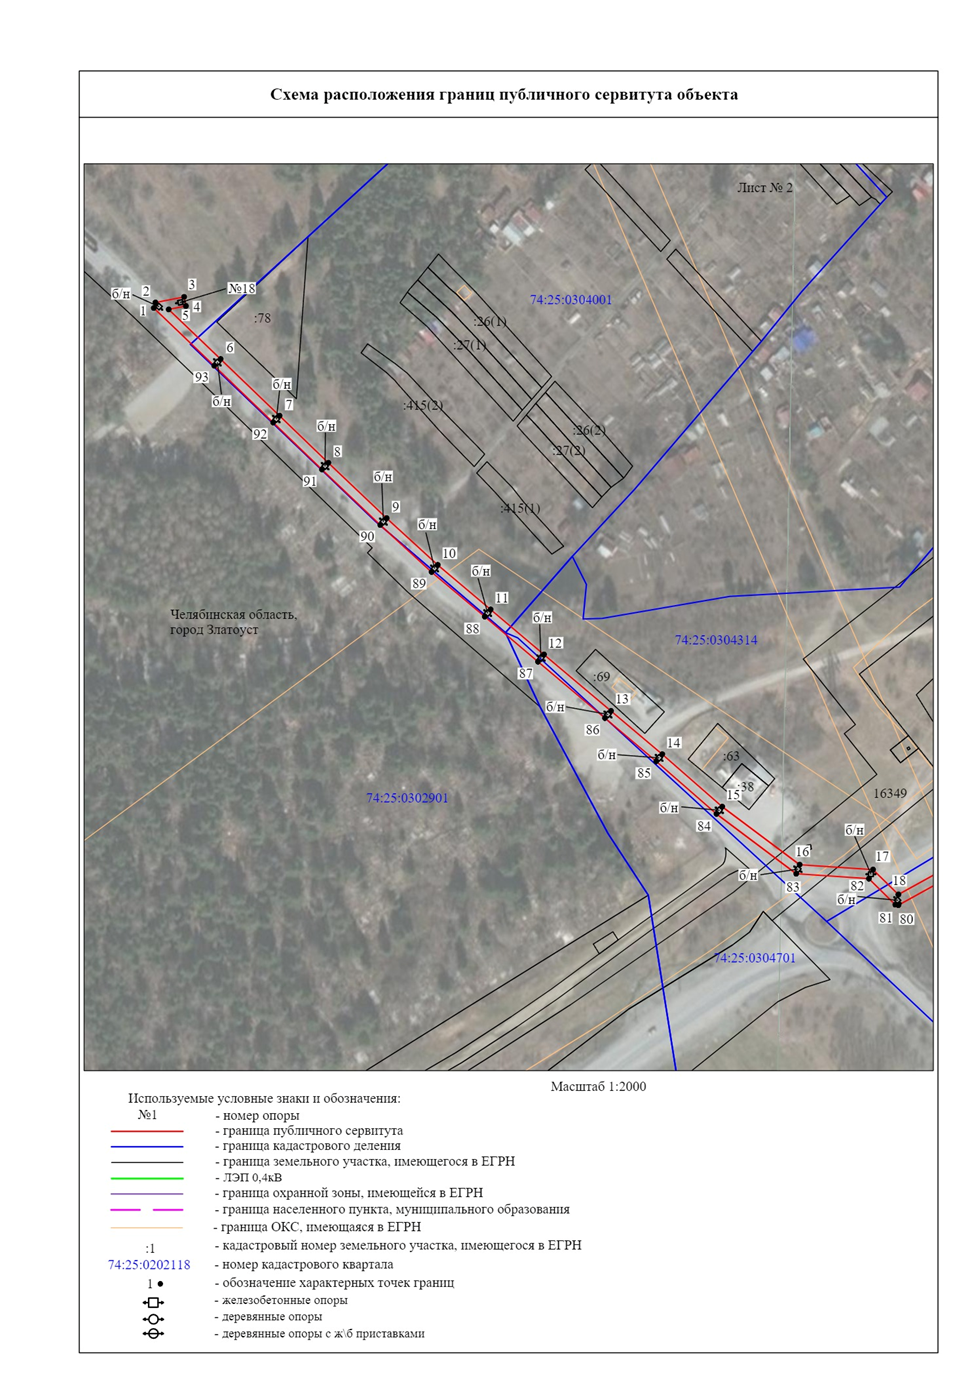 Схема расположения границ публичного сервитута объекта
Лист № 2
2
3
б/н
№18
1
5
4
:78
74:25:0304001
:26(1)
:27(1)
6
93
б/н
б/н
7
:415(2)
92
б/н
:26(2)
8
:27(2)
91
б/н
9
:415(1)
б/н
90
10
89
б/н
11
Челябинская область,
город Златоуст
88
б/н
12
74:25:0304314
87
:69
13
б/н
86
14
б/н
85
:63
:38
15
16349
74:25:0302901
б/н
84
б/н
16
17
б/н
83
82
18
б/н
81
80
74:25:0304701
Масштаб 1:2000
Используемые условные знаки и обозначения:
№1 - номер опоры
- граница публичного сервитута
- граница кадастрового деления
- граница земельного участка, имеющегося в ЕГРН
- ЛЭП 0,4кВ
- граница охранной зоны, имеющейся в ЕГРН
- граница населенного пункта, муниципального образования
- граница ОКС, имеющаяся в ЕГРН
:1 - кадастровый номер земельного участка, имеющегося в ЕГРН
74:25:0202118 - номер кадастрового квартала
1 - обозначение характерных точек границ
- железобетонные опоры
- деревянные опоры
- деревянные опоры с ж\б приставками